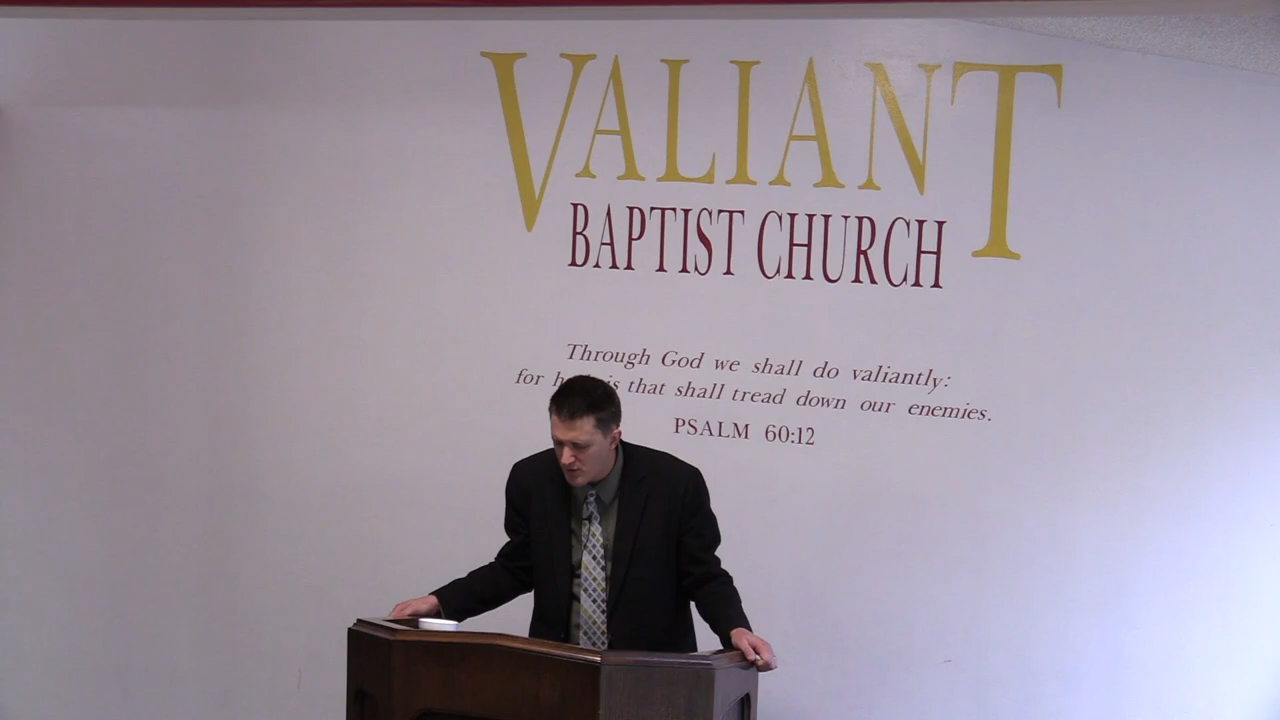 VALIANT
BAPTIST CHURCH
Through God we shall do valiantly:
for is that shall tread down our enemies.
PSALM 60:12